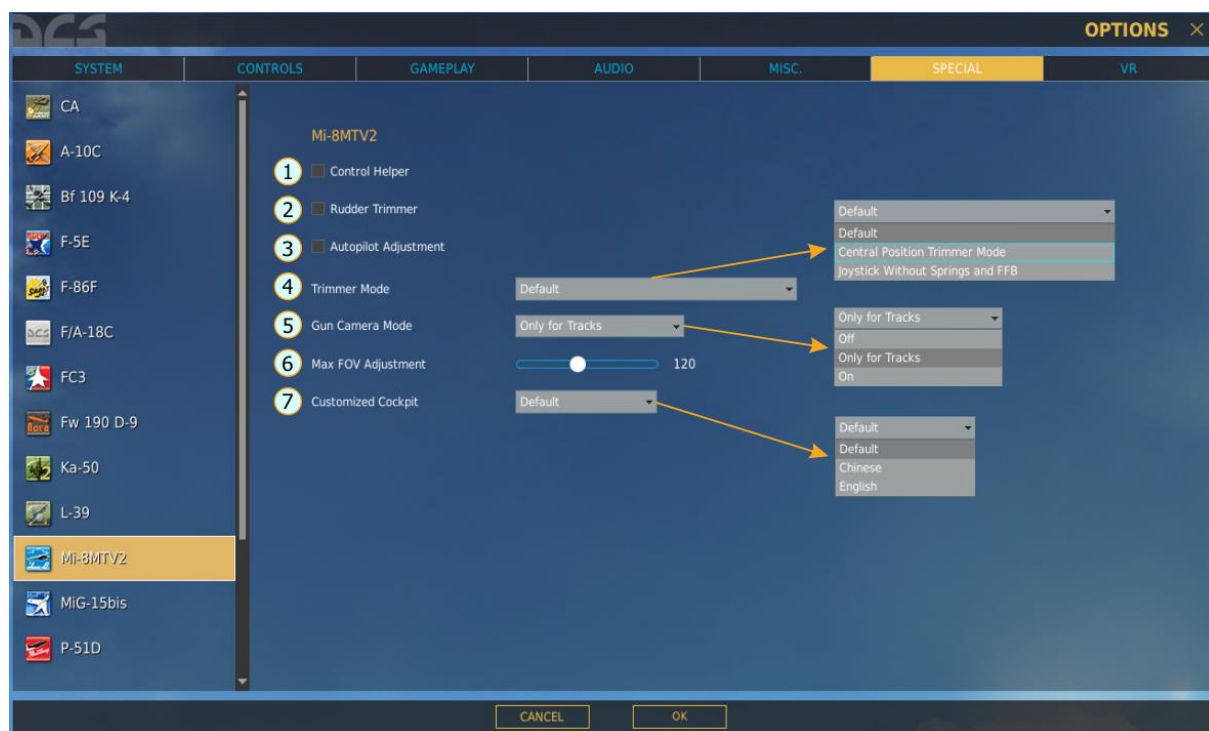 DCS
OPTIONS
SYSTEM CONTROLS GAMEPLAY AUDIO MISC. SPECIAL VR
CA
A-10C
Bf 109 K-4
F-5E
F-86F
F/A-18C
FC3
Fw 190 D-9
Ka-50
L-39
Mi-8MTV2
MiG-15bis
P-51D
Mi-8MTV2
1 Control Helper
2 Rudder Trimmer
3 Autopilot Adjustment
4 Trimmer Mode Default
5 Gun Camera Mode Only for Tracks
6 Max FOV Adjustment 120
7 Customized Cockpit Default
Default
Default
Central Position Trimmer Mode
Joystick Without Springs and FFB
Only for Tracks
Off
Only for Tracks
On
Default
Default
Chinese
English
CANCEL OK